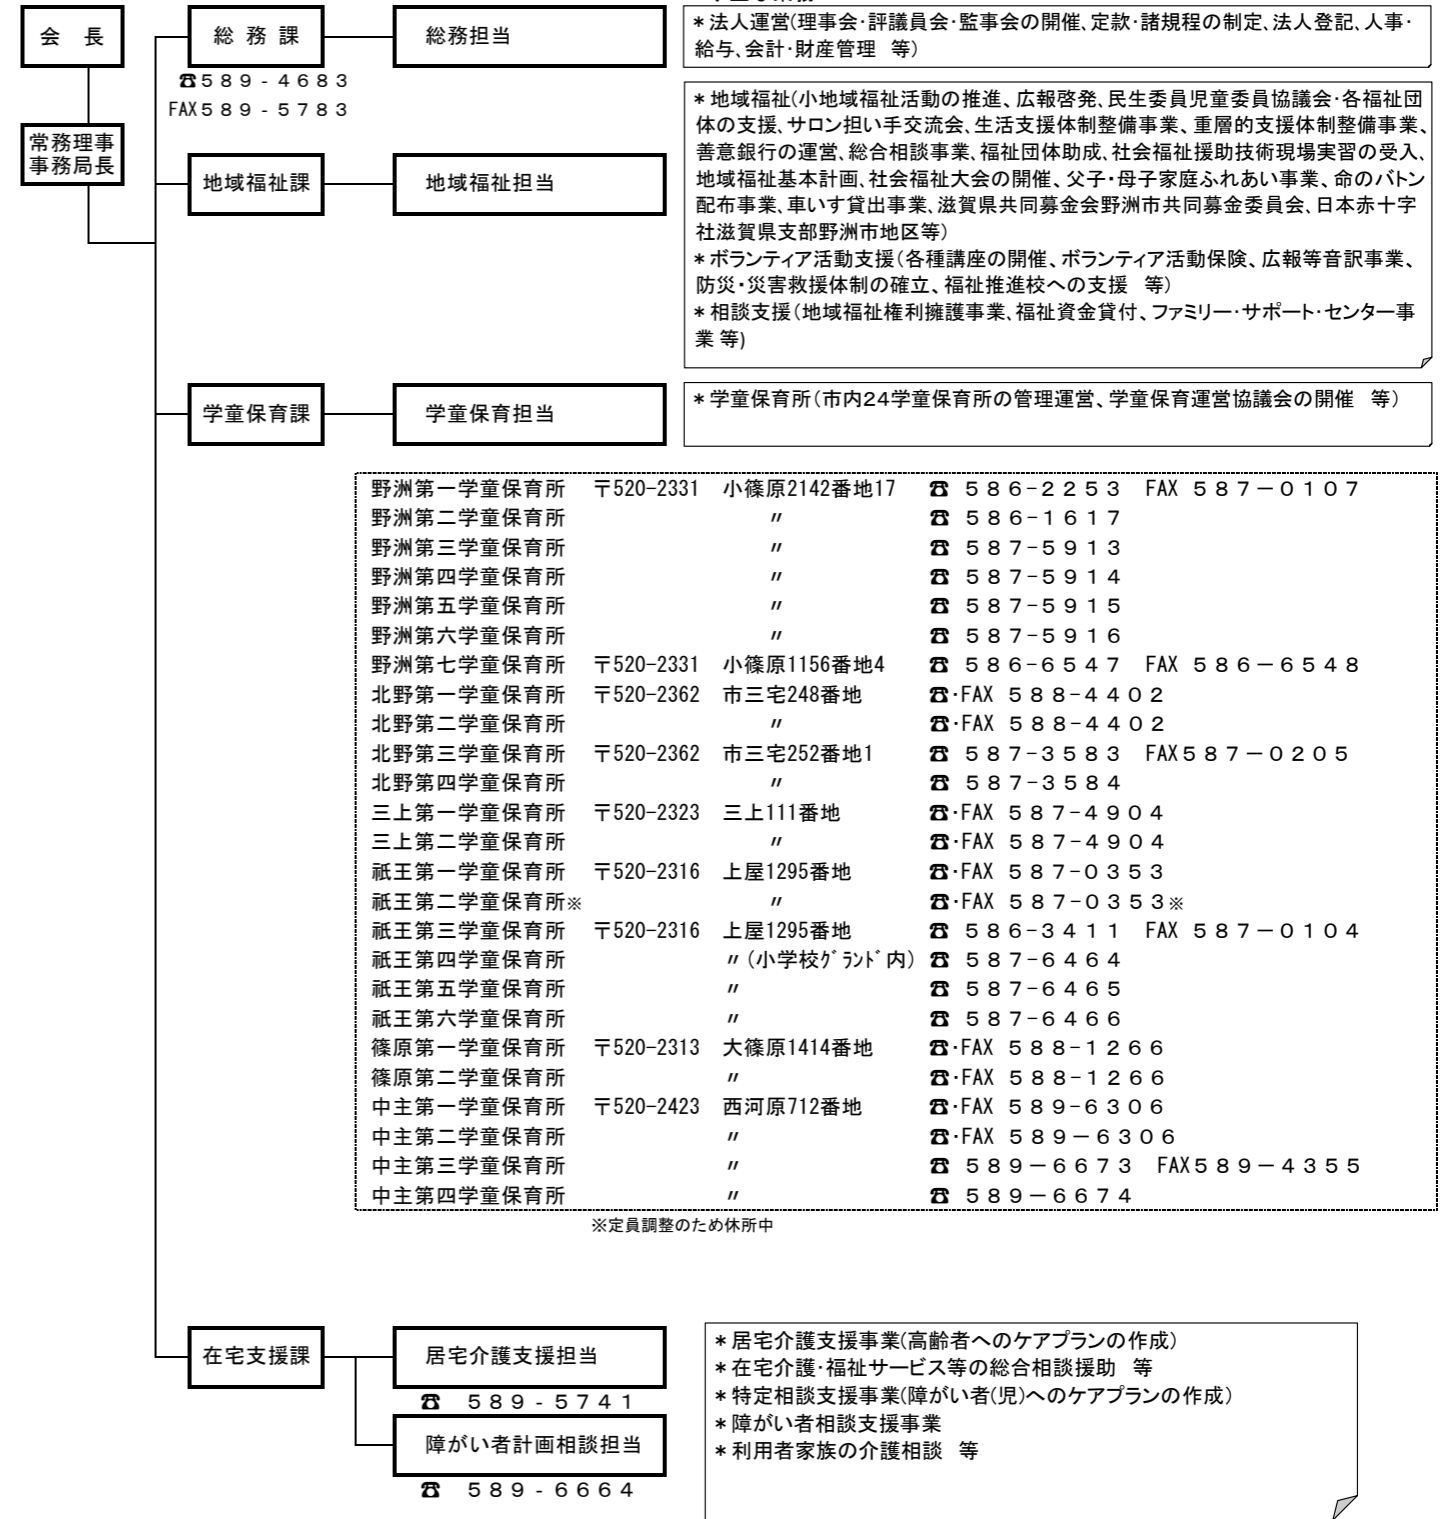 会　長
総 務 課
総務担当
＊法人運営(理事会･評議員会･監事会の開催､定款･諸規程の制定､法人登記､人事･
給与､会計･財産管理　等)
☎５８９-４６８３
FAX５８９-５７８３
常務理事
事務局長
地域福祉課
地域福祉担当
＊地域福祉(小地域福祉活動の推進､広報啓発､民生委員児童委員協議会･各福祉団
体の支援､サロン担い手交流会､生活支援体制整備事業､重層的支援体制整備事業､
善意銀行の運営､総合相談事業､福祉団体助成､社会福祉援助技術現場実習の受入､
地域福祉基本計画､社会福祉大会の開催､父子･母子家庭ふれあい事業､命のバトン
配布事業､車いす貸出事業､滋賀県共同募金会野洲市共同募金委員会､日本赤十字
社滋賀県支部野洲市地区等)
＊ボランティア活動支援(各種講座の開催､ボランティア活動保険､広報等音訳事業､
防災･災害救援体制の確立､福祉推進校への支援　等)
＊相談支援(地域福祉権利擁護事業､福祉資金貸付､ファミリー･サポート･センター事
業 等)
学童保育課
学童保育担当
＊学童保育所(市内２４学童保育所の管理運営､学童保育運営協議会の開催　等)
野洲第一学童保育所　〒520-2331　小篠原2142番地17　☎ ５８６-２２５３　FAX ５８７－０１０７
野洲第二学童保育所　〃　☎ ５８６-１６１７
野洲第三学童保育所　〃　☎ ５８７-５９１３
野洲第四学童保育所　〃　☎ ５８７-５９１４
野洲第五学童保育所　〃　☎ ５８７-５９１５
野洲第六学童保育所　〃　☎ ５８７-５９１６
野洲第七学童保育所　〒520-2331　小篠原1156番地4　☎ ５８６-６５４７　FAX ５８６－６５４８
北野第一学童保育所　〒520-2362　市三宅248番地　☎･FAX ５８８-４４０２
北野第二学童保育所　〃　☎･FAX ５８８-４４０２
北野第三学童保育所　〒520-2362　市三宅252番地1　☎ ５８７-３５８３　FAX５８７－０２０５
北野第四学童保育所　〃　☎ ５８７-３５８４
三上第一学童保育所　〒520-2323　三上111番地　☎･FAX ５８７-４９０４
三上第二学童保育所　〃　☎･FAX ５８７-４９０４
祇王第一学童保育所　〒520-2316　上屋1295番地　☎･FAX ５８７-０３５３
祇王第二学童保育所※　〃　☎･FAX ５８７-０３５３※
祇王第三学童保育所　〒520-2316　上屋1295番地　☎ ５８６-３４１１　FAX ５８７－０１０４
祇王第四学童保育所　〃(小学校ｸﾞﾗﾝﾄﾞ内)　☎ ５８７-６４６４
祇王第五学童保育所　〃　☎ ５８７-６４６５
祇王第六学童保育所　〃　☎ ５８７-６４６６
篠原第一学童保育所　〒520-2313　大篠原1414番地　☎･FAX ５８８-１２６６
篠原第二学童保育所　〃　☎･FAX ５８８-１２６６
中主第一学童保育所　〒520-2423　西河原712番地　☎･FAX ５８９-６３０６
中主第二学童保育所　〃　☎･FAX ５８９－６３０６
中主第三学童保育所　〃　☎ ５８９－６６７３　FAX５８９－４３５５
中主第四学童保育所　〃　☎ ５８９－６６７４
※定員調整のため休所中
在宅支援課
居宅介護支援担当
☎ ５８９-５７４１
障がい者計画相談担当
☎ ５８９-６６６４
＊居宅介護支援事業(高齢者へのケアプランの作成)
＊在宅介護･福祉サービス等の総合相談援助　等
＊特定相談支援事業(障がい者(児)へのケアプランの作成)
＊障がい者相談支援事業
＊利用者家族の介護相談　等